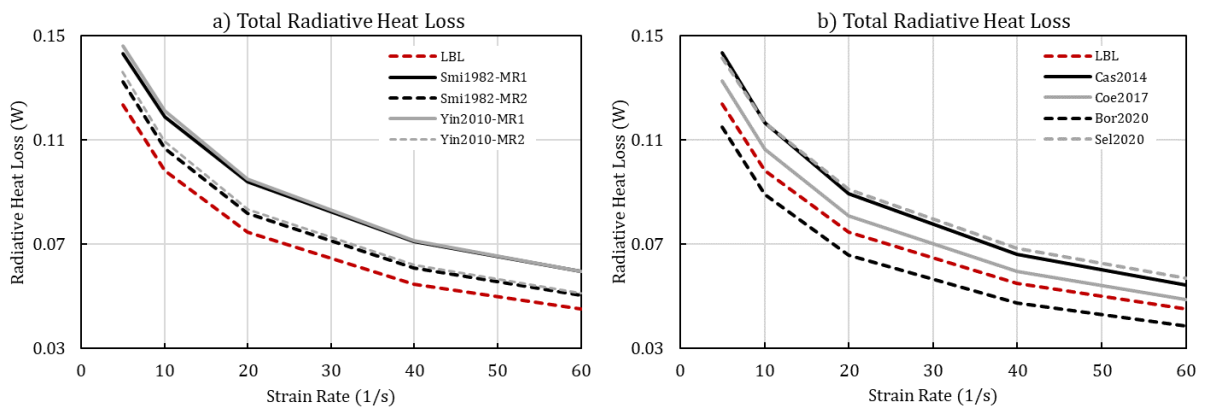 a) Total Radiative Heat Loss
0.15
0.11
0.07
0.03
Radiative Heat Loss (W)
LBL
Smi1982-MR1
Smi1982-MR2
Yin2010-MR1
Yin2010-MR2
0 10 20 30 40 50 60
Strain Rate (1/s)
b) Total Radiative Heat Loss
0.15
0.11
0.07
0.03
Radiative Heat Loss (W)
LBL
Cas2014
Coe2017
Bor2020
Sel2020
0 10 20 30 40 50 60
Strain Rate (1/s)